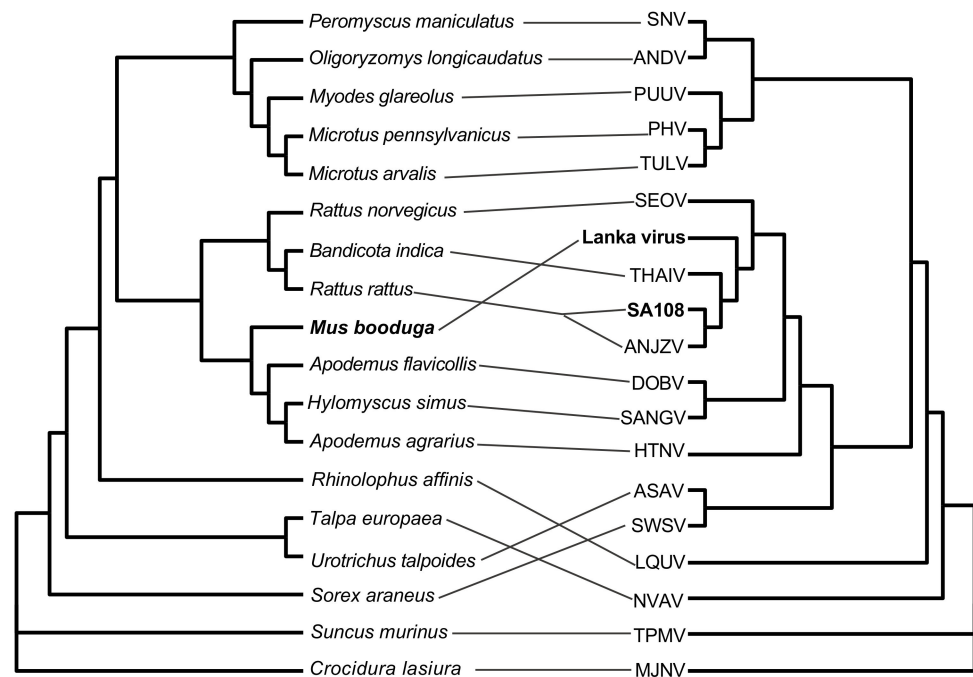 Peromyscus maniculatus SNV
Oligoryzomys longicaudatus ANDV
Myodes glareolus PUUV
Microtus pennsylvanicus PHV
Microtus arvalis TULV
Rattus norvegicus SEOV
Bandicota indica Lanka virus
Rattus rattus THAIV
Mus booduga SA108
ANJZV
Apodemus flavicollis DOBV
Hylomyscus simus SANGV
Apodemus agrarius HTNV
Rhinolophus affinis ASAV
Talpa europaea SWSV
Urotrichus talpoides LQUV
Sorex araneus NVAV
Suncus murinus TPMV
Crocidura lasiura MJNV